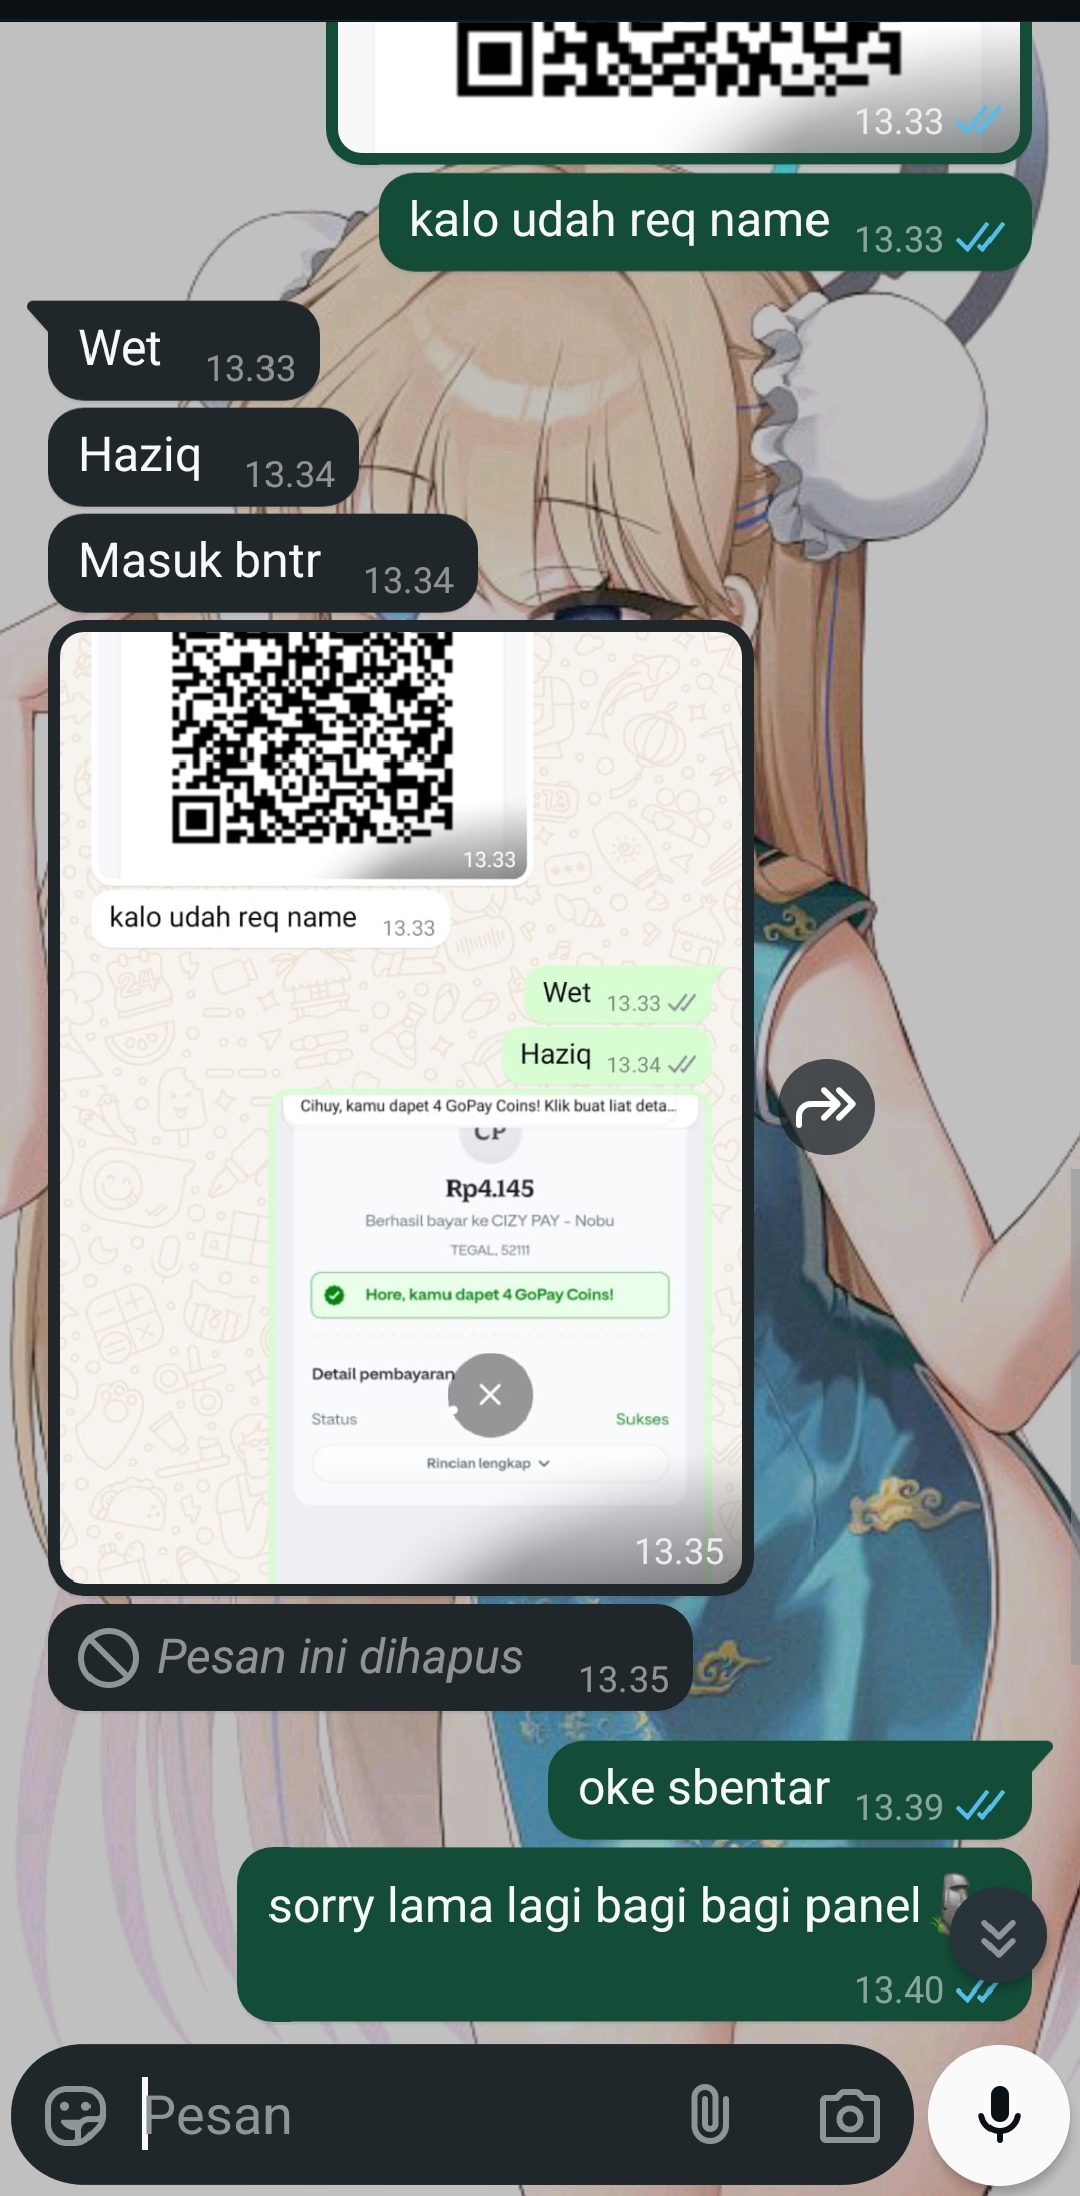 13.33
kalo udah req name 13.33
Wet 13.33
Haziq 13.34
Masuk bntr 13.34
13.33
kalo udah req name 13.33
Wet 13.33
Haziq 13.34
Cihuy, kamu dapet 4 GoPay Coins! Klik buat liat deta...
CP
Rp4.145
Berhasil bayar ke CIZY PAY - Nobu
TEGAL, 52111
Hore, kamu dapet 4 GoPay Coins!
Detail pembayaran
Status Sukses
Rincian lengkap
13.35
Pesan ini dihapus 13.35
oke sbentar 13.39
sorry lama lagi bagi bagi panel 🗿
13.40
Pesan